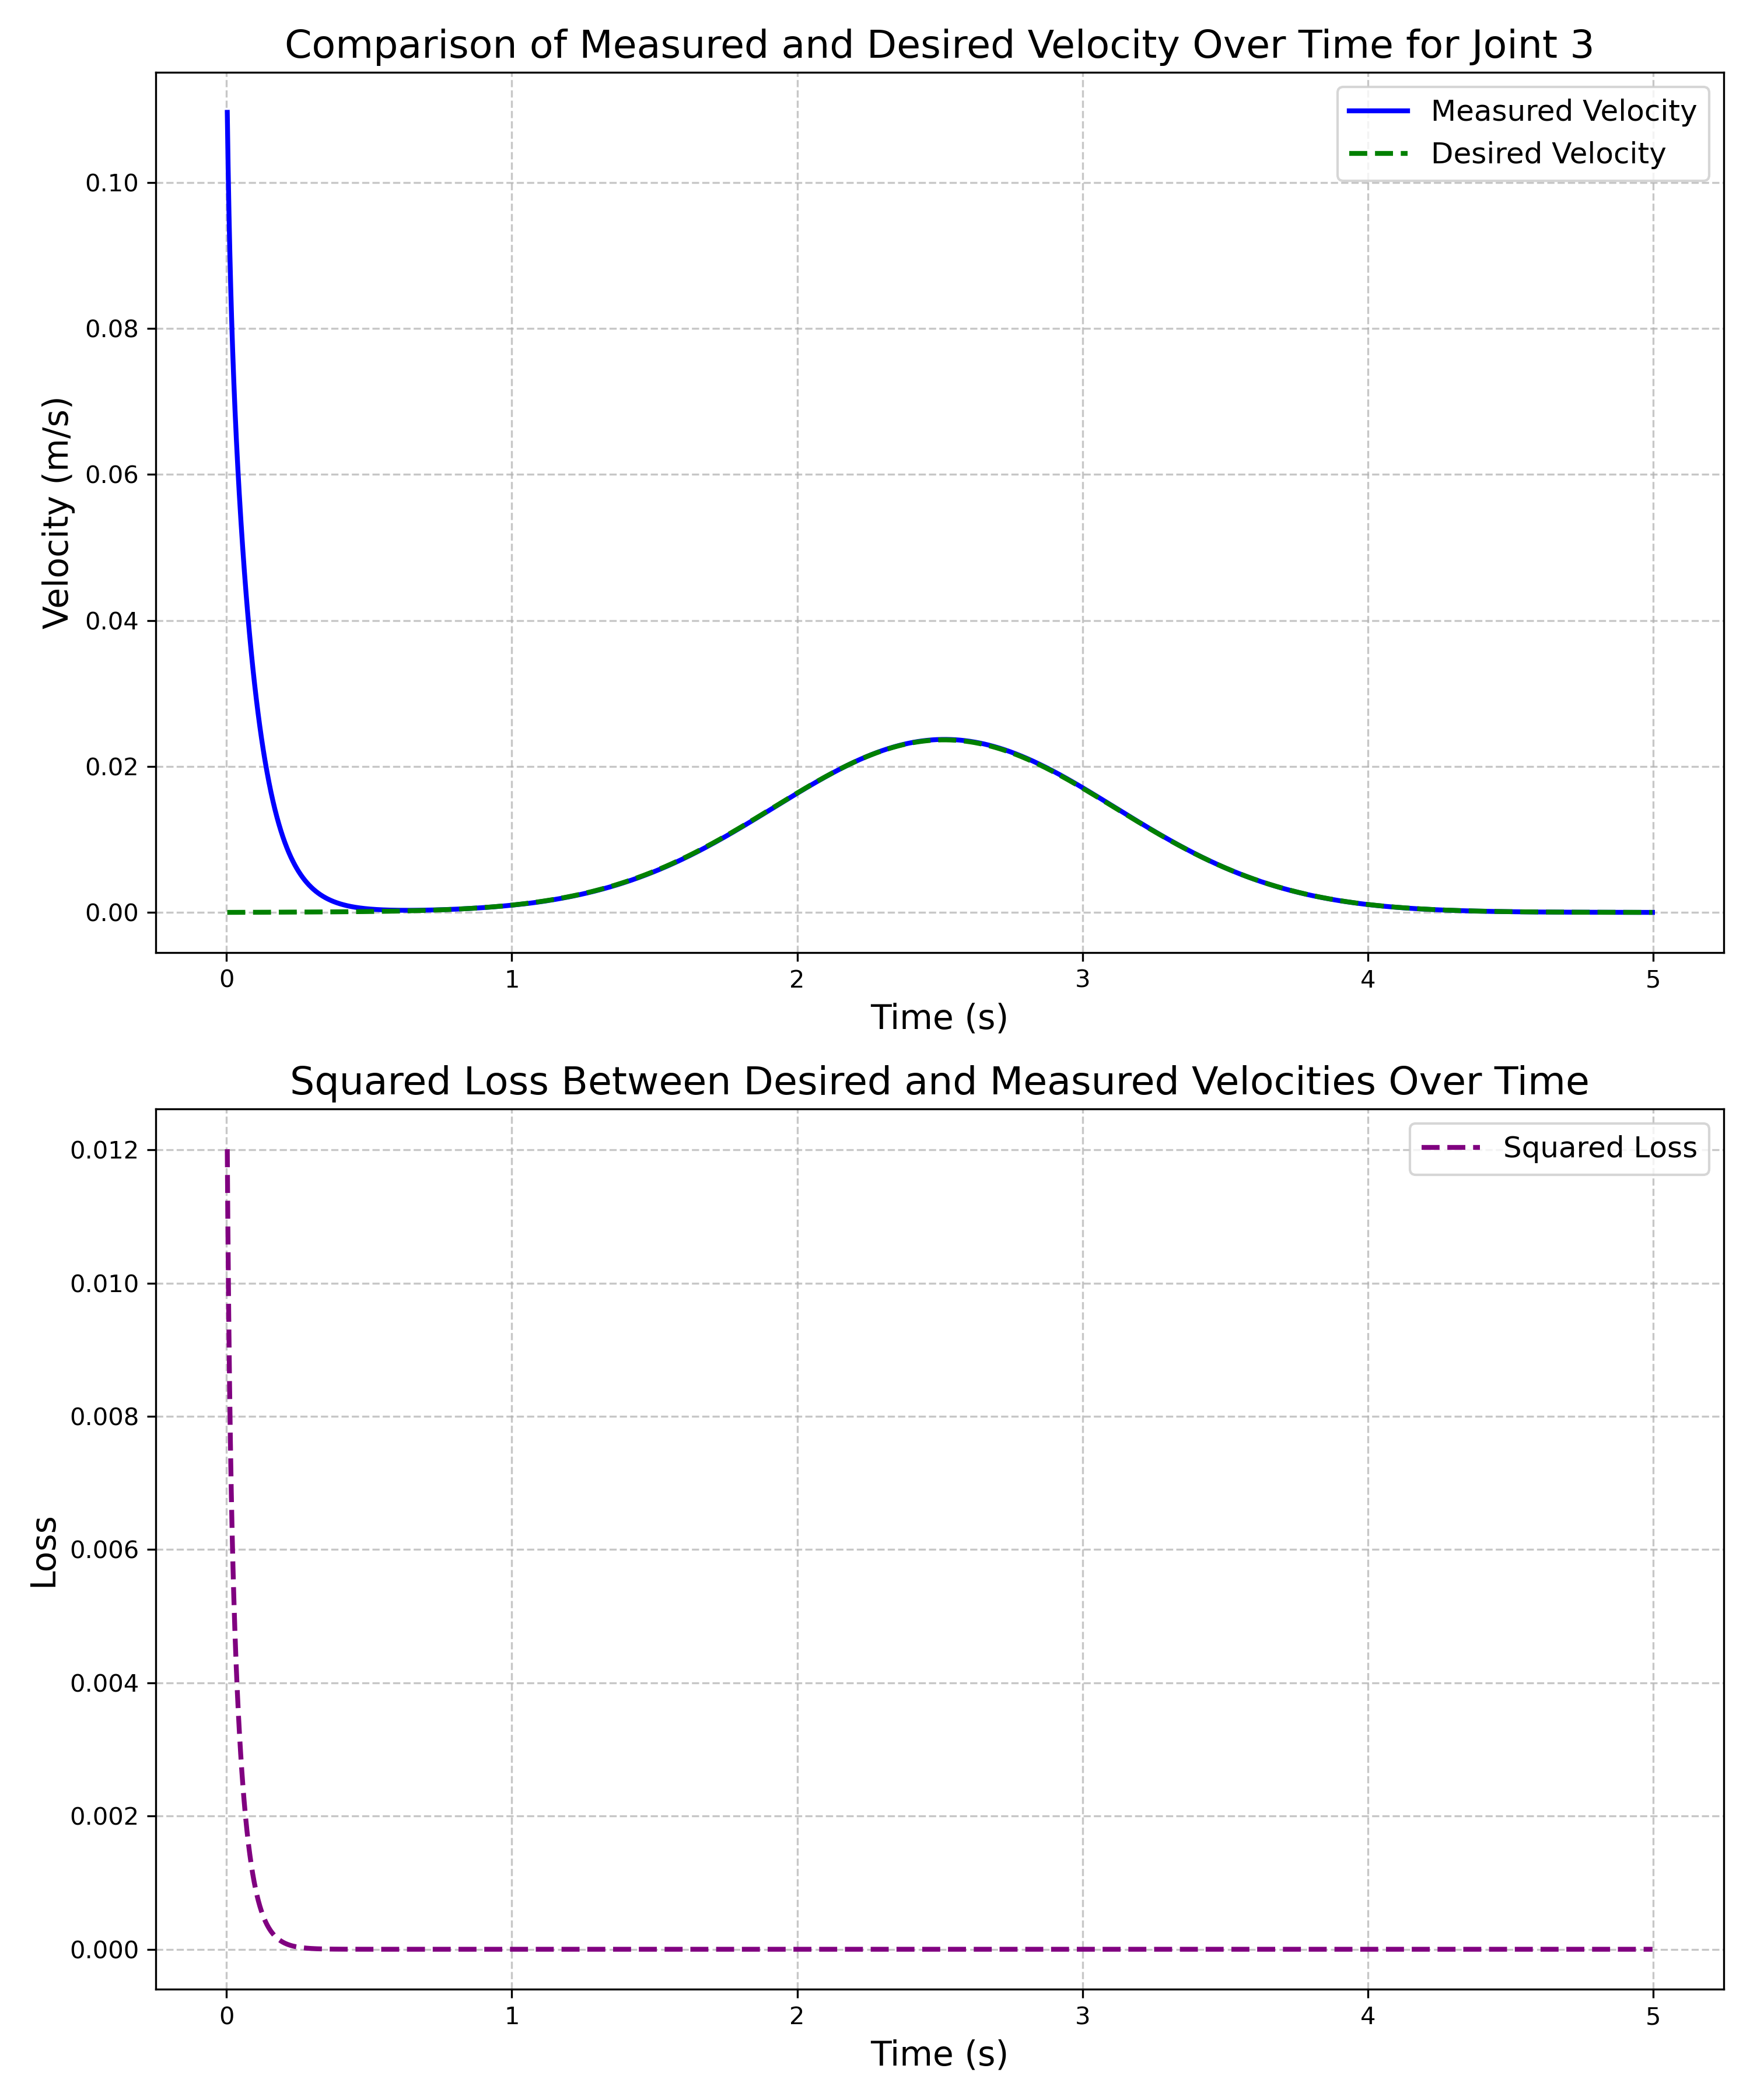 Comparison of Measured and Desired Velocity Over Time for Joint 3
Measured Velocity
Desired Velocity
Velocity (m/s)
0.10
0.08
0.06
0.04
0.02
0.00
0 1 2 3 4 5
Time (s)
Squared Loss Between Desired and Measured Velocities Over Time
Squared Loss
Loss
0.012
0.010
0.008
0.006
0.004
0.002
0.000
0 1 2 3 4 5
Time (s)